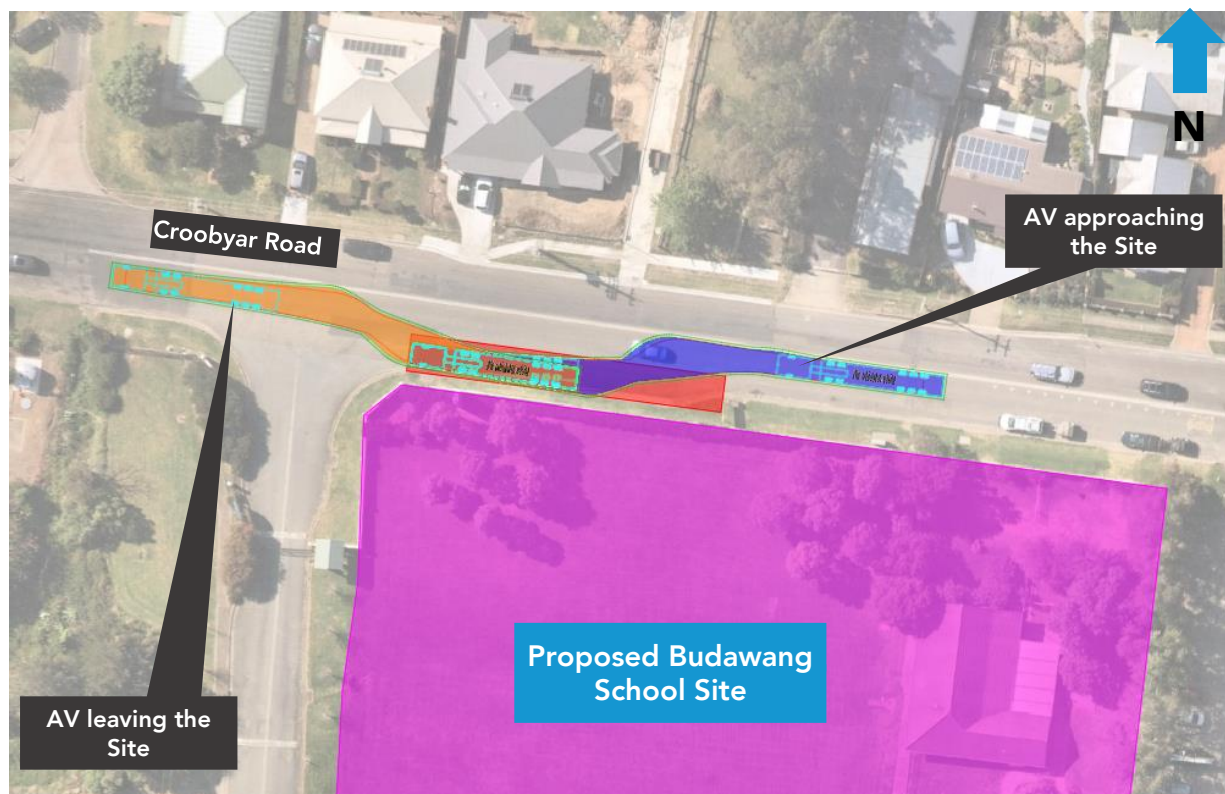 N
Croobyar Road
AV approaching
the Site
Proposed Budawang
School Site
AV leaving the
Site